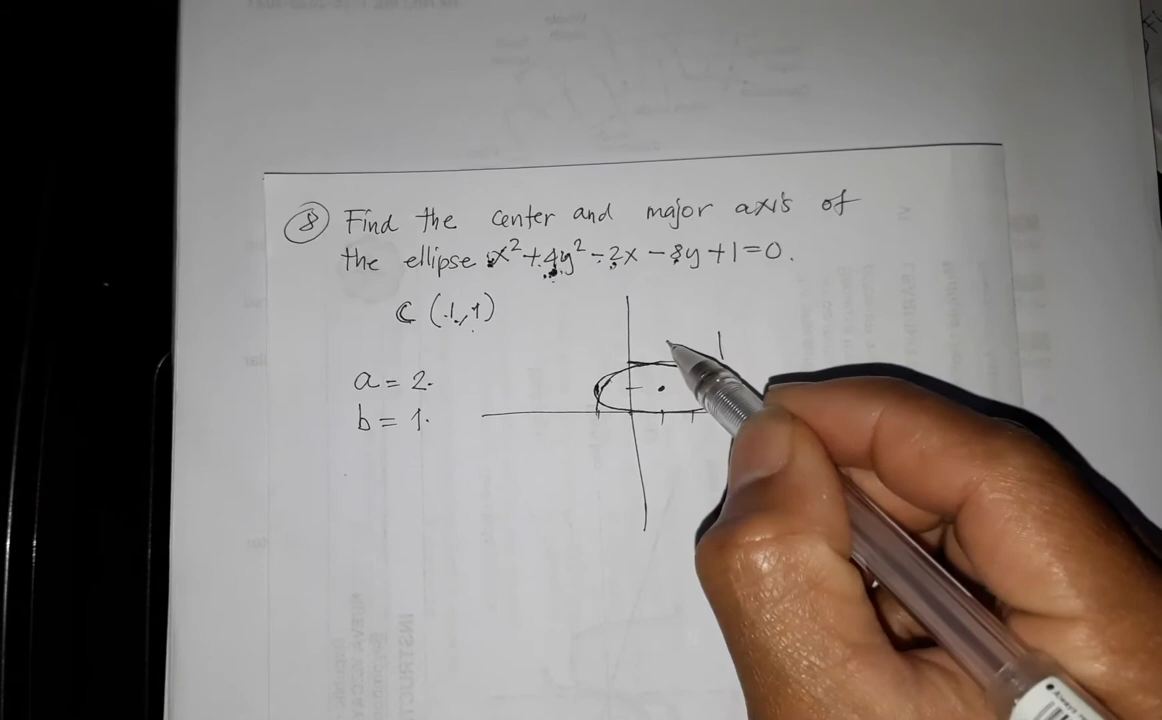 ⑧ Find the center and major axis of
the ellipse x²+4y²-2x-8y+1=0.
C (1,1)
a = 2.
b = 1.